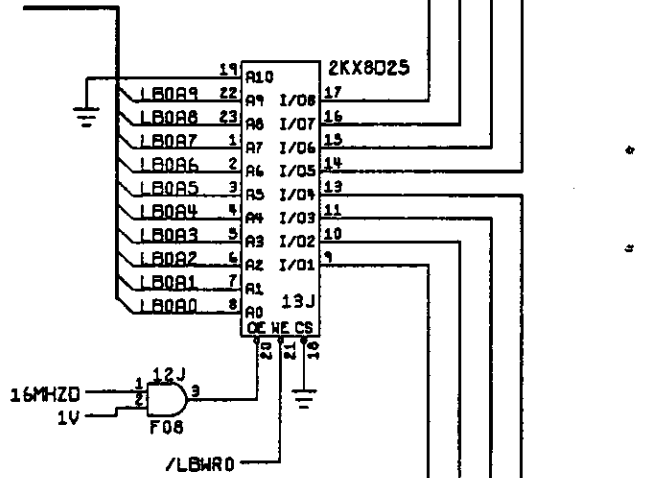 19 A10 2KX8D25
LB0A9 22 A9 I/O8 17
LB0A8 23 A8 I/O7 16
LB0A7 1 A7 I/O6 15
LB0A6 2 A6 I/O5 14
LB0A5 3 A5 I/O4 13
LB0A4 4 A4 I/O3 11
LB0A3 5 A3 I/O2 10
LB0A2 6 A2 I/O1 9
LB0A1 7 A1
LB0A0 8 A0 13J
OE WE CS
20 21 18
12J
16MHZD 1 3
1V 2
F08
/LBWRD